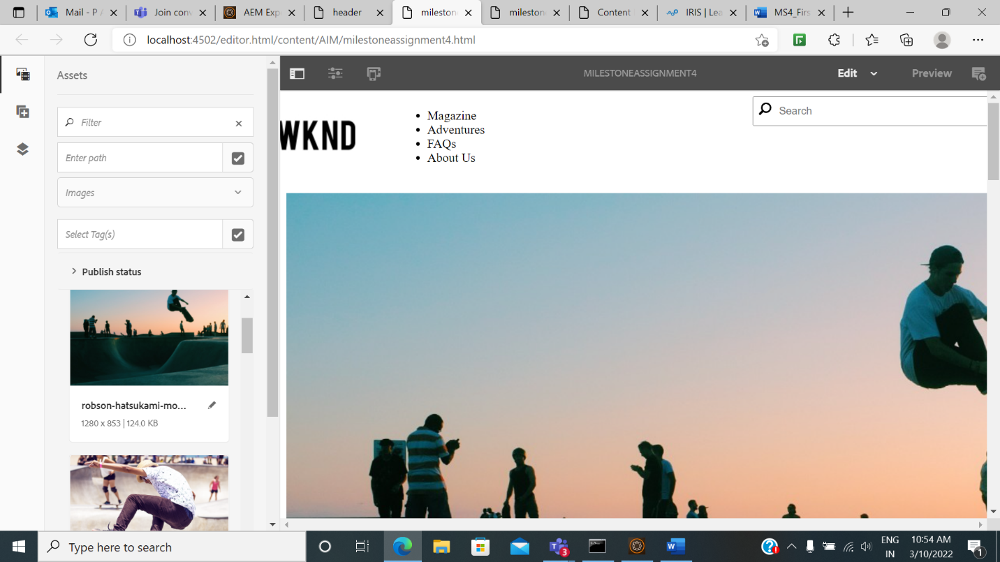 Mail - P A
Join conv
AEM Exp
header
mileston
mileston
Content
IRIS | Lea
MS4_Firs
localhost:4502/editor.html/content/AIM/milestoneassignment4.html
Assets
MILESTONEASSIGNMENT4
Edit
Preview
Filter
Enter path
Images
Select Tag(s)
Publish status
robson-hatsukami-mo...
1280 x 853 | 124.0 KB
WKND
Magazine
Adventures
FAQs
About Us
Search
Type here to search
3
ENG
IN
10:54 AM
3/10/2022
1